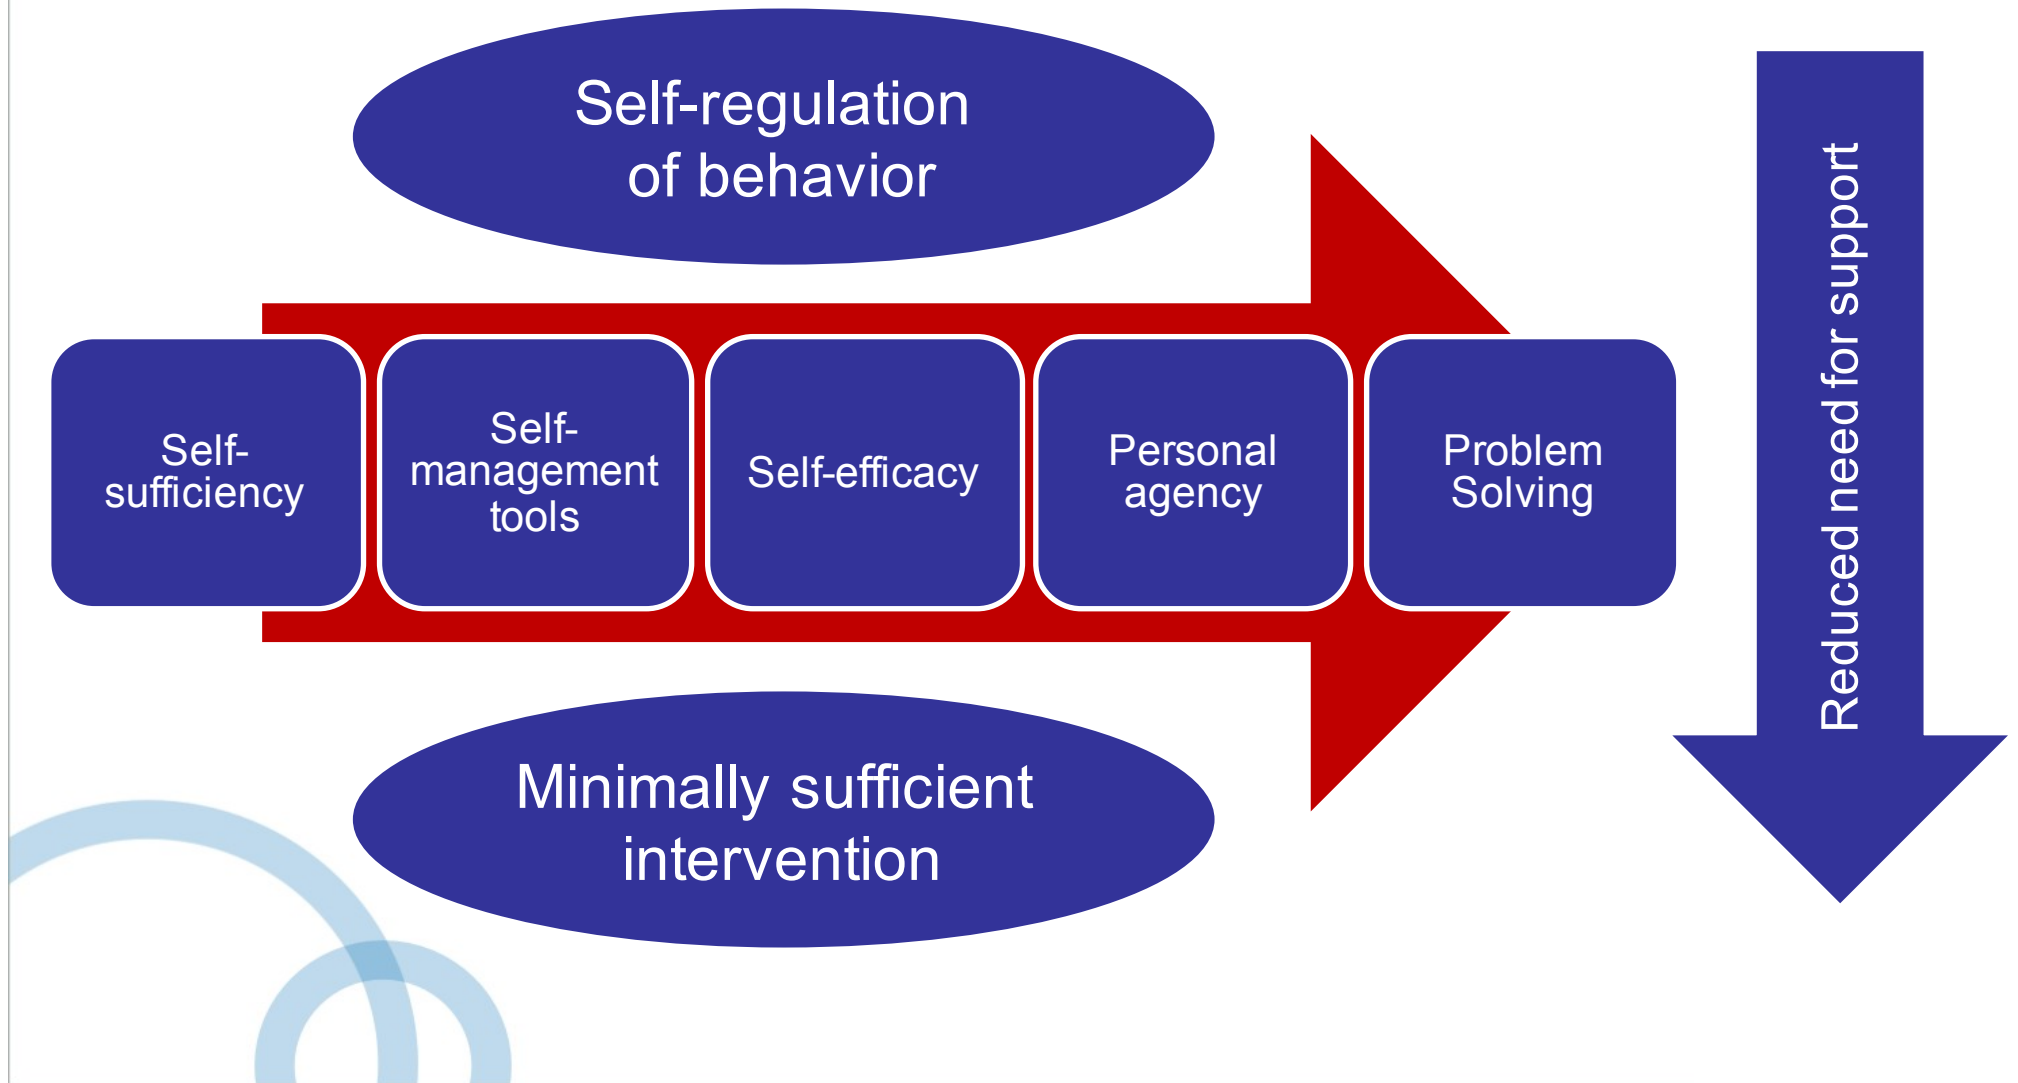 Self-regulation
of behavior
Self-
sufficiency
Self-
management
tools
Self-efficacy
Personal
agency
Problem
Solving
Minimally sufficient
intervention
Reduced need for support